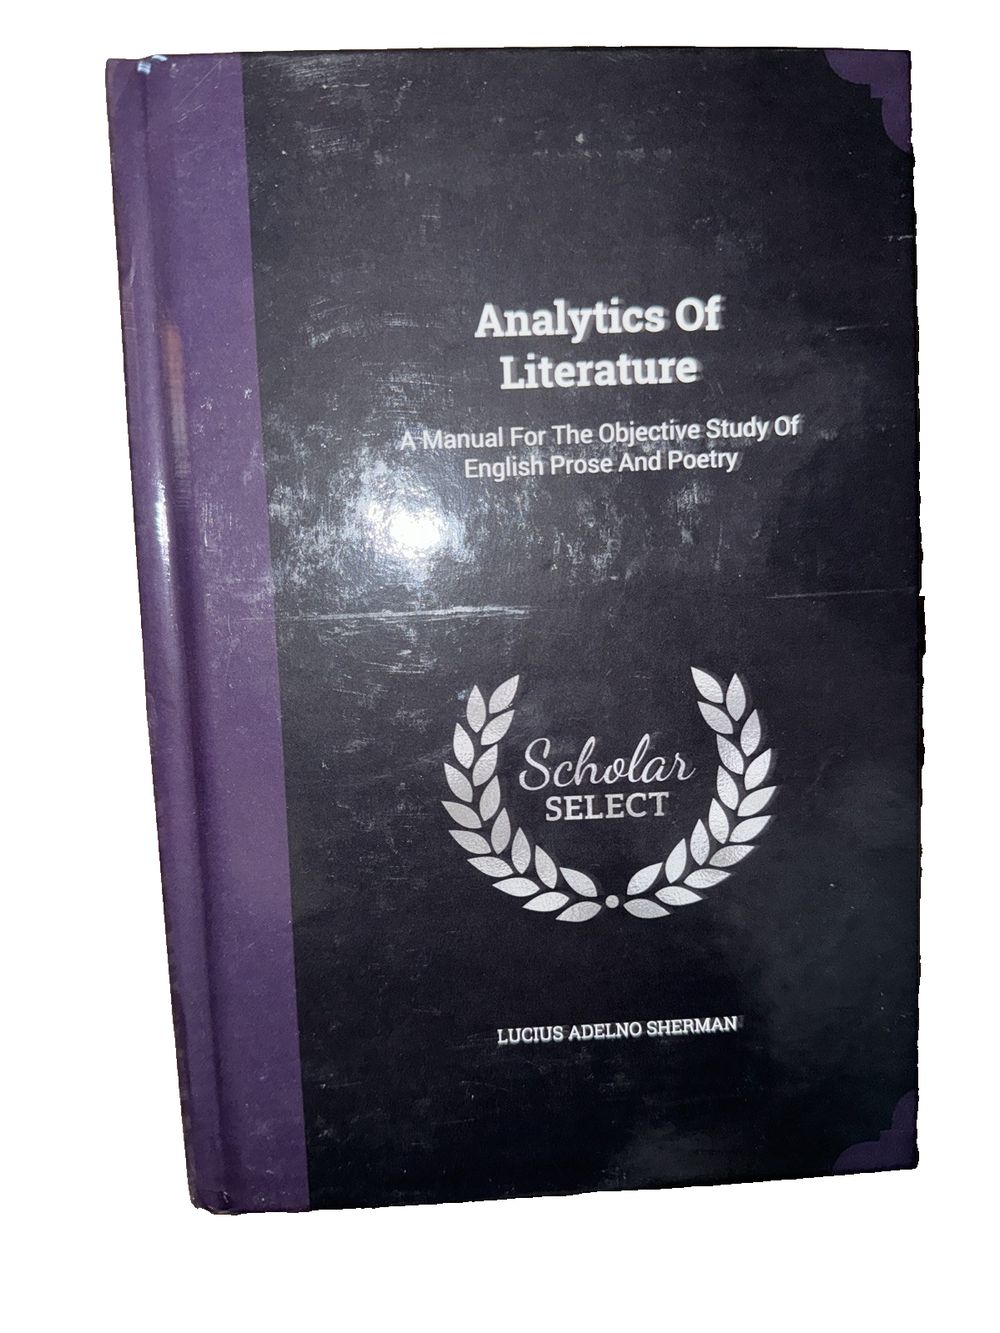 Analytics Of
Literature
A Manual For The Objective Study Of
English Prose And Poetry
Scholar
SELECT
LUCIUS ADELNO SHERMAN